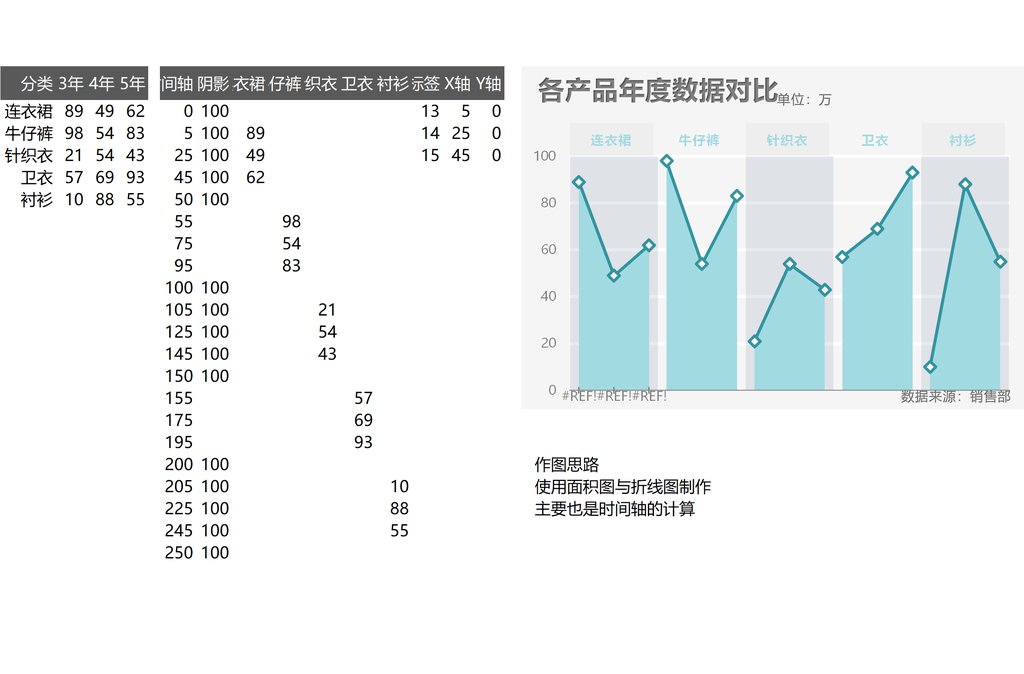 分类 3年 4年 5年
连衣裙 89 49 62
牛仔裤 98 54 83
针织衣 21 54 43
卫衣 57 69 93
衬衫 10 88 55
间轴 阴影 衣裙 仔裤 织衣 卫衣 衬衫 示签 X轴 Y轴
0 100 13 5 0
5 100 89 14 25 0
25 100 49 15 45 0
45 100 62
50 100
55 98
75 54
95 83
100 100
105 100 21
125 100 54
145 100 43
150 100
155 57
175 69
195 93
200 100
205 100 10
225 100 88
245 100 55
250 100
各产品年度数据对比 单位：万
连衣裙 牛仔裤 针织衣 卫衣 衬衫
100
80
60
40
20
0
#REF!#REF!#REF! 数据来源：销售部
作图思路
使用面积图与折线图制作
主要也是时间轴的计算